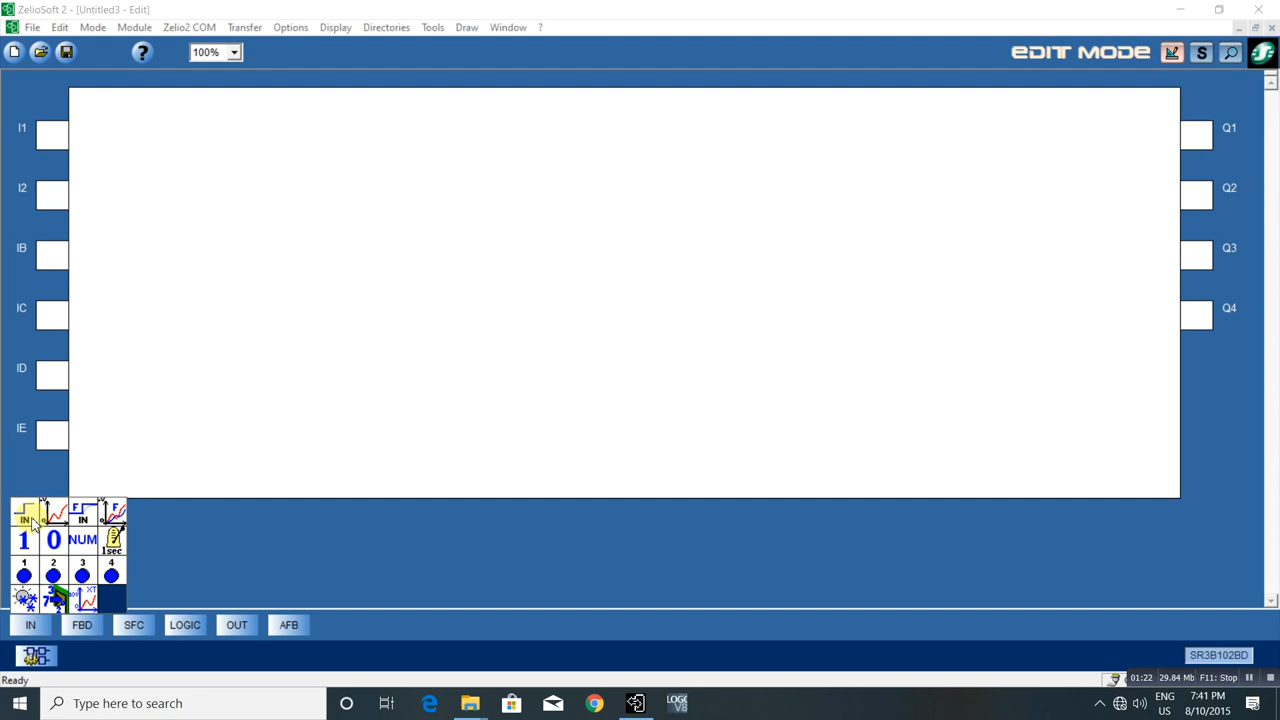 ZelioSoft 2 - [Untitled3 - Edit]
File Edit Mode Module Zelio2 COM Transfer Options Display Directories Tools Draw Window ?
? 100% EDIT MODE S
I1 Q1
I2 Q2
IB Q3
IC Q4
ID
IE
IN F IN F
1 0 NUM 1sec
1 2 3 4
XT
IN FBD SFC LOGIC OUT AFB
SR3B102BD
Ready 01:22 29.84 Mb F11: Stop
Type here to search
ENG 7:41 PM
US 8/10/2015